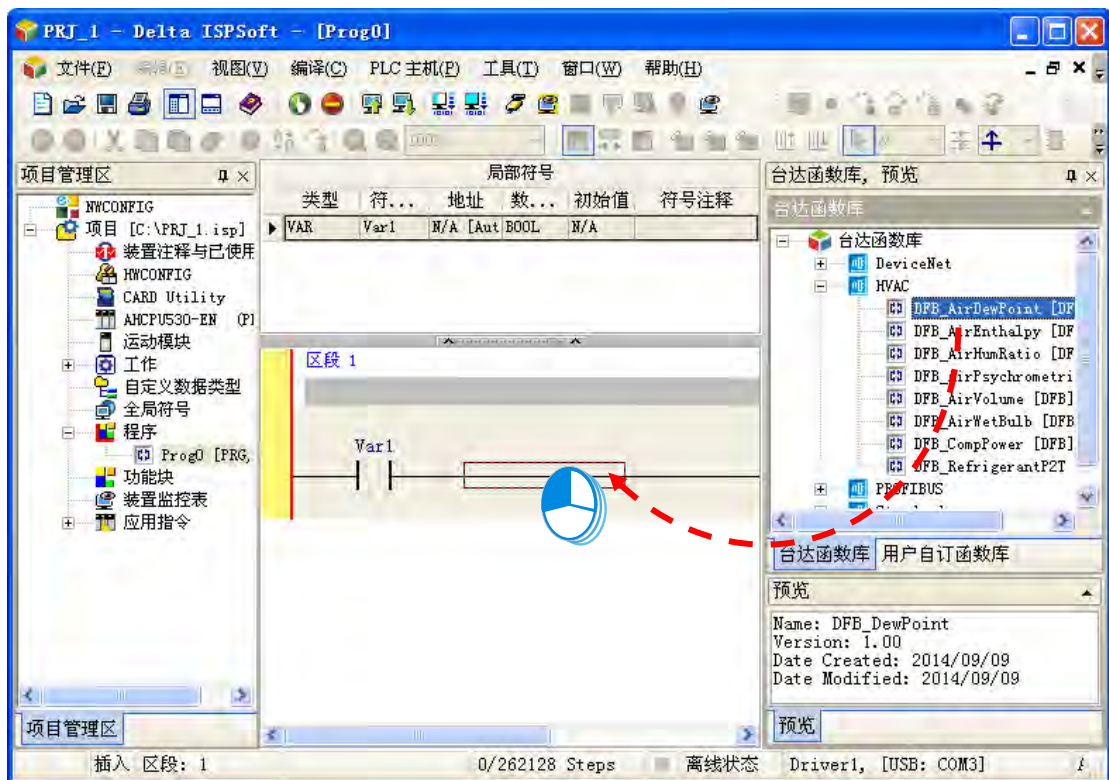 PRJ_1 - Delta ISPSoft - [Prog0]
文件(F) 编辑(E) 视图(V) 编译(C) PLC 主机(P) 工具(T) 窗口(W) 帮助(H)
项目管理区
NWCONFIG
项目 [C:\PRJ_1.isp]
装置注释与已使用
HWCONFIG
CARD Utility
AHCPU530-EN (Pl
运动模块
工作
自定义数据类型
全局符号
程序
Prog0 [PRG,
功能块
装置监控表
应用指令
项目管理区
局部符号
类型 符... 地址 数... 初始值 符号注释
VAR Var1 N/A [Aut BOOL N/A
区段 1
Var1
台达函数库, 预览
台达函数库
台达函数库
DeviceNet
HVAC
DFB_AirDewPoint [DF
DFB_AirEnthalpy [DF
DFB_AirHumRatio [DF
DFB_AirPsychrometri
DFB_AirVolume [DFB]
DFB_AirWetBulb [DFB
DFB_CompPower [DFB]
DFB_RefrigerantP2T
PROFIBUS
台达函数库 用户自订函数库
预览
Name: DFB_DewPoint
Version: 1.00
Date Created: 2014/09/09
Date Modified: 2014/09/09
预览
插入 区段: 1 0/262128 Steps 离线状态 Driver1, [USB: COM3]